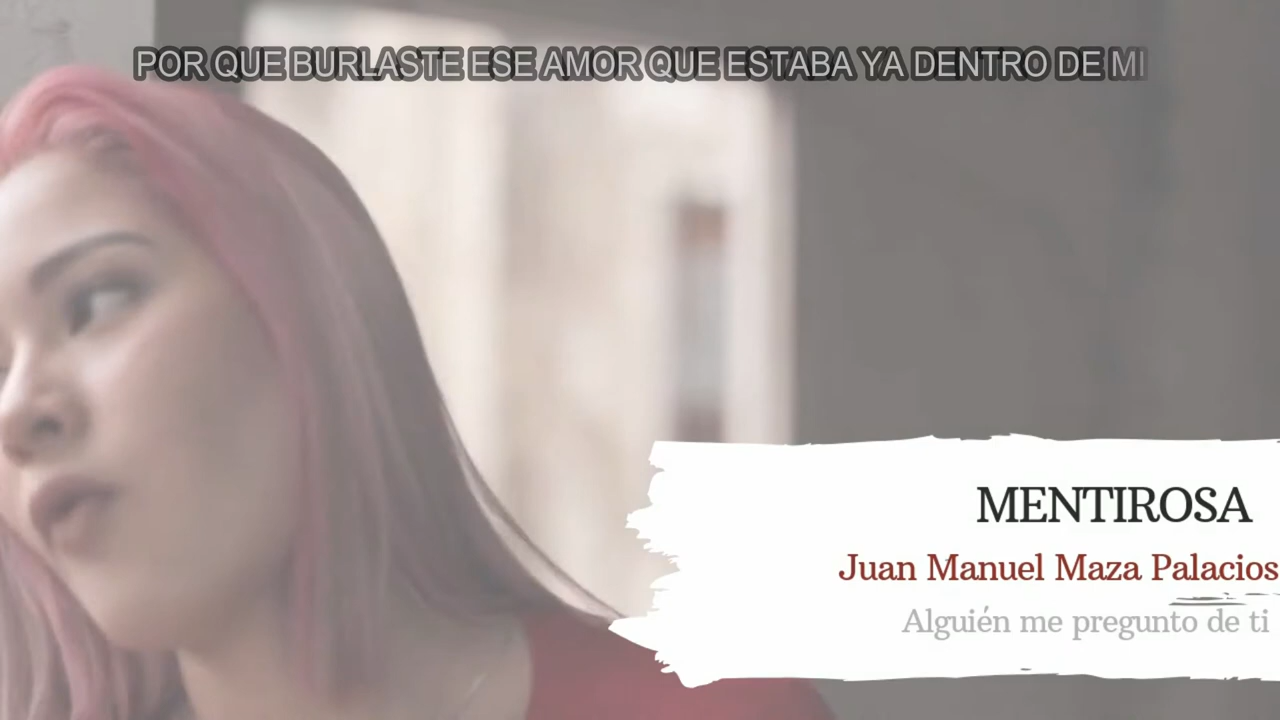 POR QUE BURLASTE ESE AMOR QUE ESTABA YA DENTRO DE MI
MENTIROSA
Juan Manuel Maza Palacios
Alguién me pregunto de ti